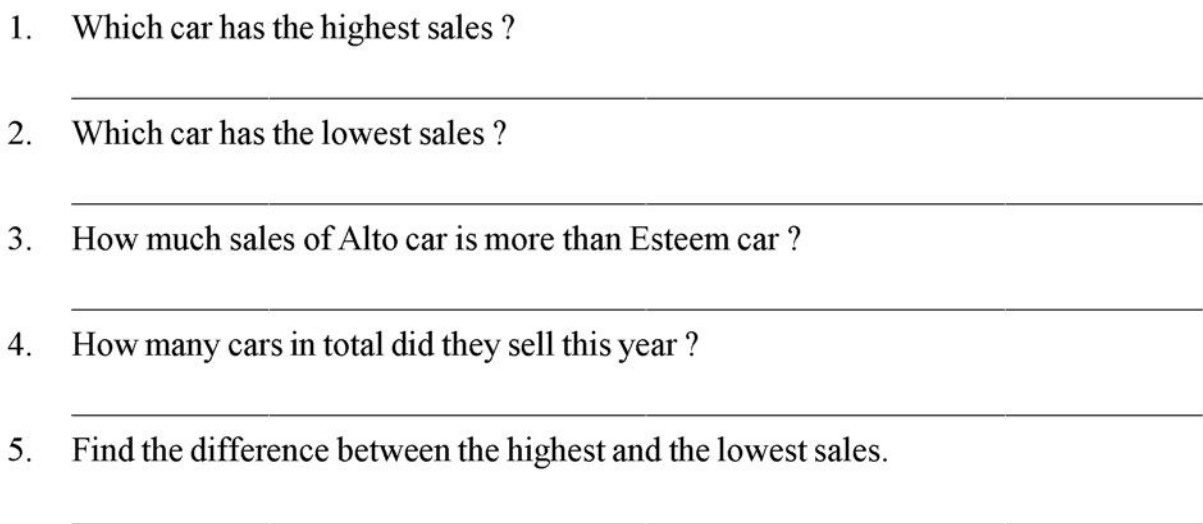 1. Which car has the highest sales ?
2. Which car has the lowest sales ?
3. How much sales of Alto car is more than Esteem car ?
4. How many cars in total did they sell this year ?
5. Find the difference between the highest and the lowest sales.